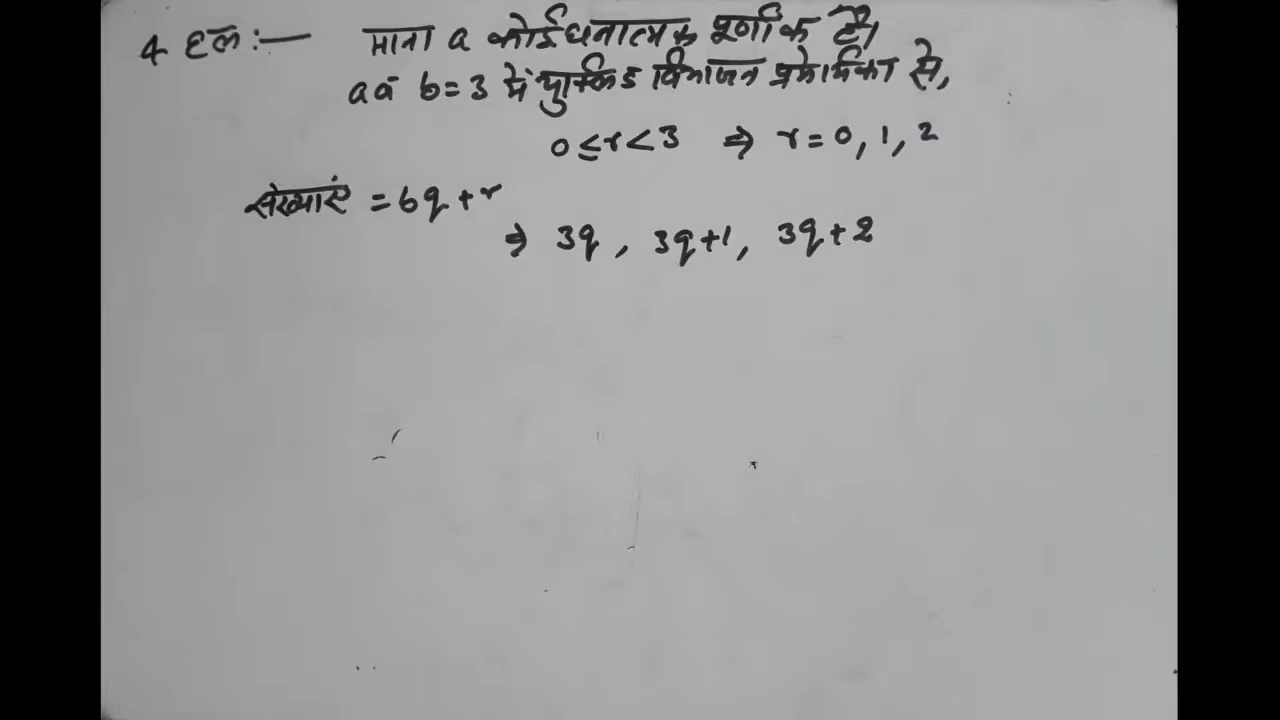 4 हल :— माना a कोई धनात्मक पूर्णांक है।
a व b = 3 में युक्लिड विभाजन प्रमेयिका से,
0 ≤ r < 3 ⇒ r = 0, 1, 2
संख्याएं = bq + r
⇒ 3q , 3q+1, 3q+2